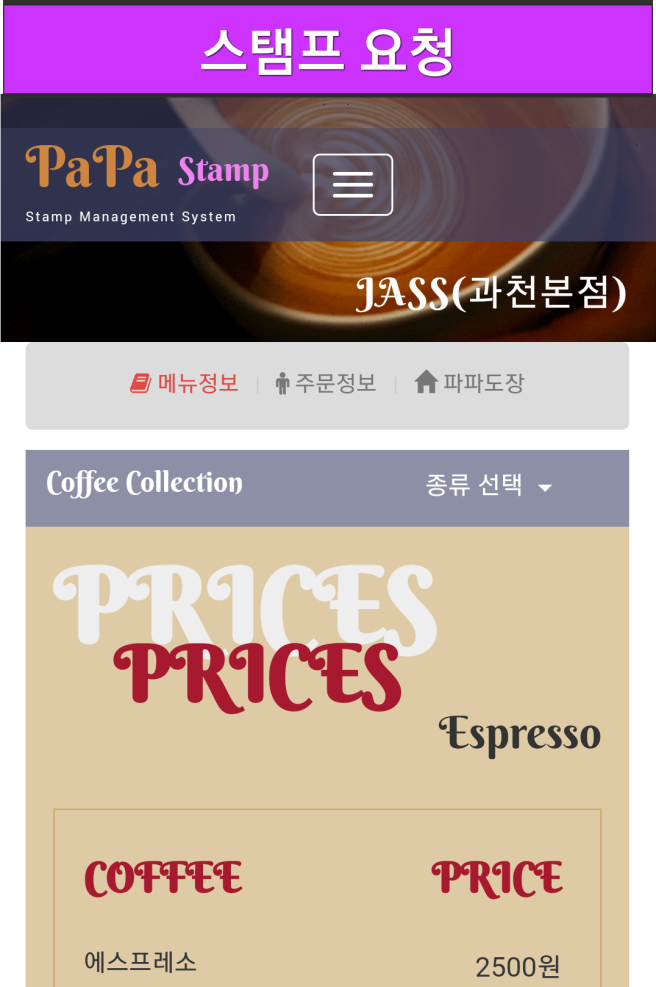 스탬프 요청
PaPa Stamp
Stamp Management System
JASS(과천본점)
메뉴정보 | 주문정보 | 파파도장
Coffee Collection 종류 선택
PRICES
PRICES
Espresso
COFFEE PRICE
에스프레소 2500원